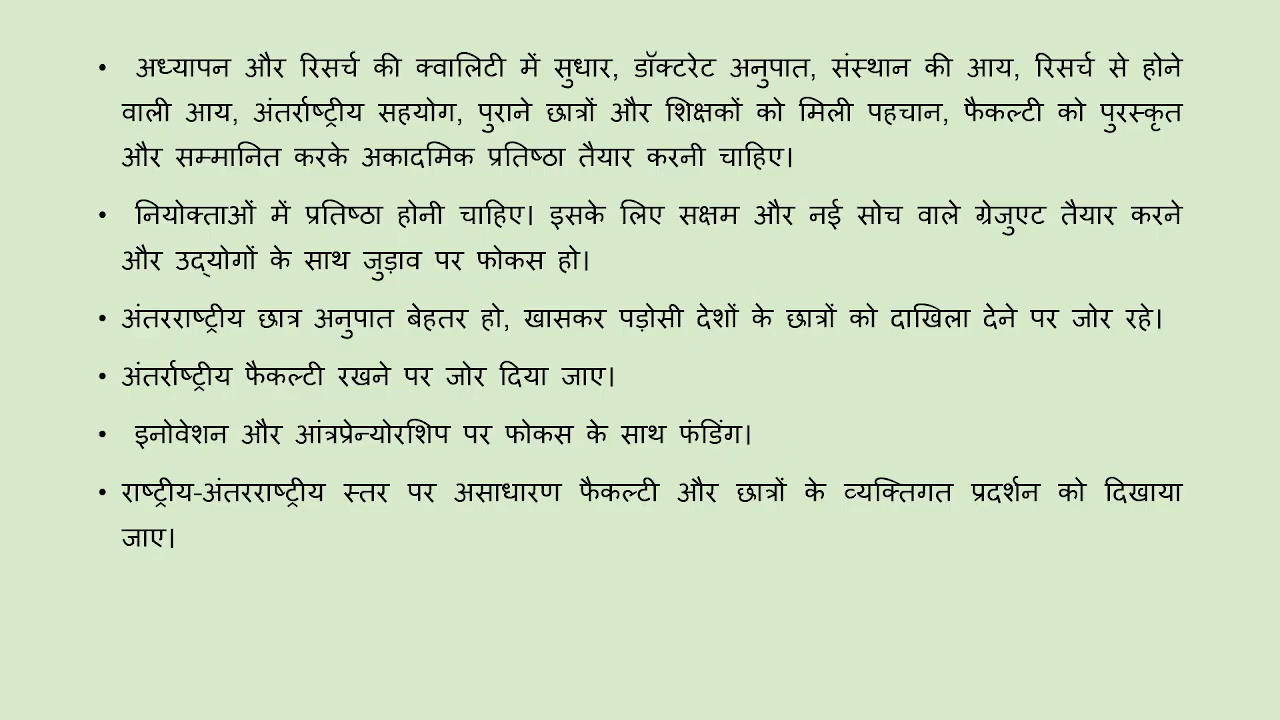 • अध्यापन और रिसर्च की क्वालिटी में सुधार, डॉक्टरेट अनुपात, संस्थान की आय, रिसर्च से होने
वाली आय, अंतर्राष्ट्रीय सहयोग, पुराने छात्रों और शिक्षकों को मिली पहचान, फैकल्टी को पुरस्कृत
और सम्मानित करके अकादमिक प्रतिष्ठा तैयार करनी चाहिए।
• नियोक्ताओं में प्रतिष्ठा होनी चाहिए। इसके लिए सक्षम और नई सोच वाले ग्रेजुएट तैयार करने
और उद्योगों के साथ जुड़ाव पर फोकस हो।
• अंतरराष्ट्रीय छात्र अनुपात बेहतर हो, खासकर पड़ोसी देशों के छात्रों को दाखिला देने पर जोर रहे।
• अंतर्राष्ट्रीय फैकल्टी रखने पर जोर दिया जाए।
• इनोवेशन और आंत्रप्रेन्योरशिप पर फोकस के साथ फंडिंग।
• राष्ट्रीय-अंतरराष्ट्रीय स्तर पर असाधारण फैकल्टी और छात्रों के व्यक्तिगत प्रदर्शन को दिखाया
जाए।